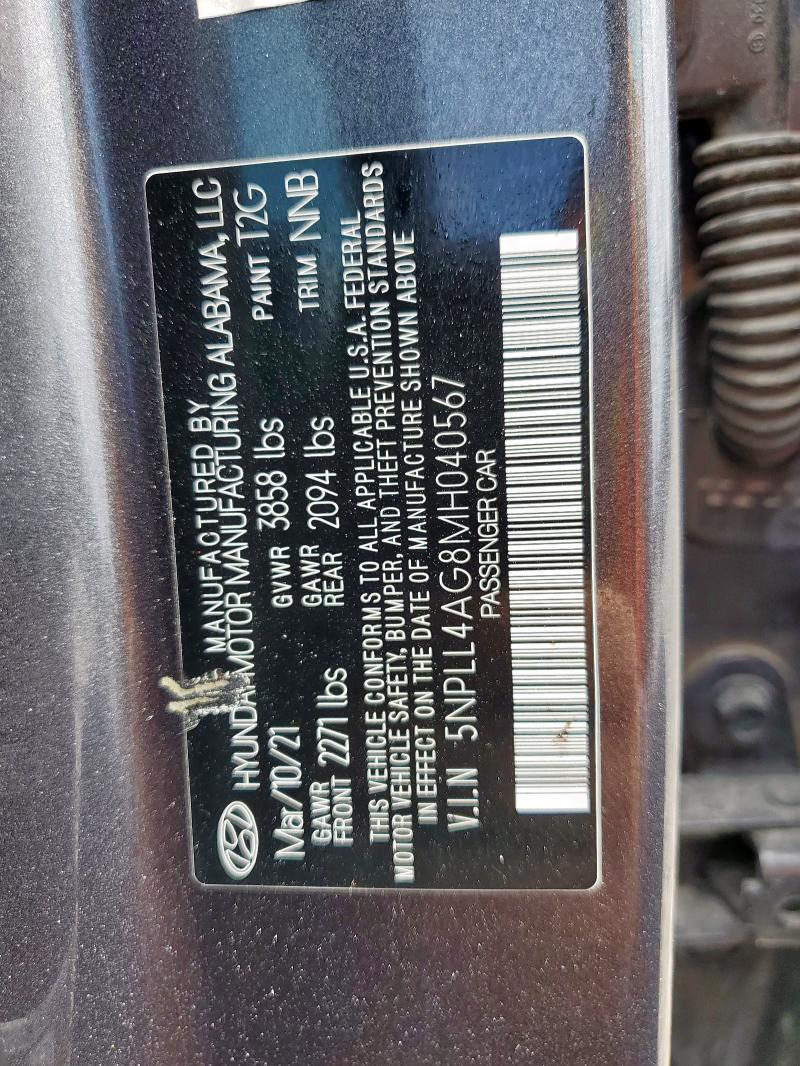 MANUFACTURED BY
HYUNDAI MOTOR MANUFACTURING ALABAMA, LLC
Mar/10/21 GVWR 3858 lbs PAINT T2G
GAWR FRONT 2271 lbs GAWR REAR 2094 lbs TRIM NNB
THIS VEHICLE CONFORMS TO ALL APPLICABLE U.S.A. FEDERAL
MOTOR VEHICLE SAFETY, BUMPER, AND THEFT PREVENTION STANDARDS
IN EFFECT ON THE DATE OF MANUFACTURE SHOWN ABOVE
V.I.N 5NPLL4AG8MH040567
PASSENGER CAR